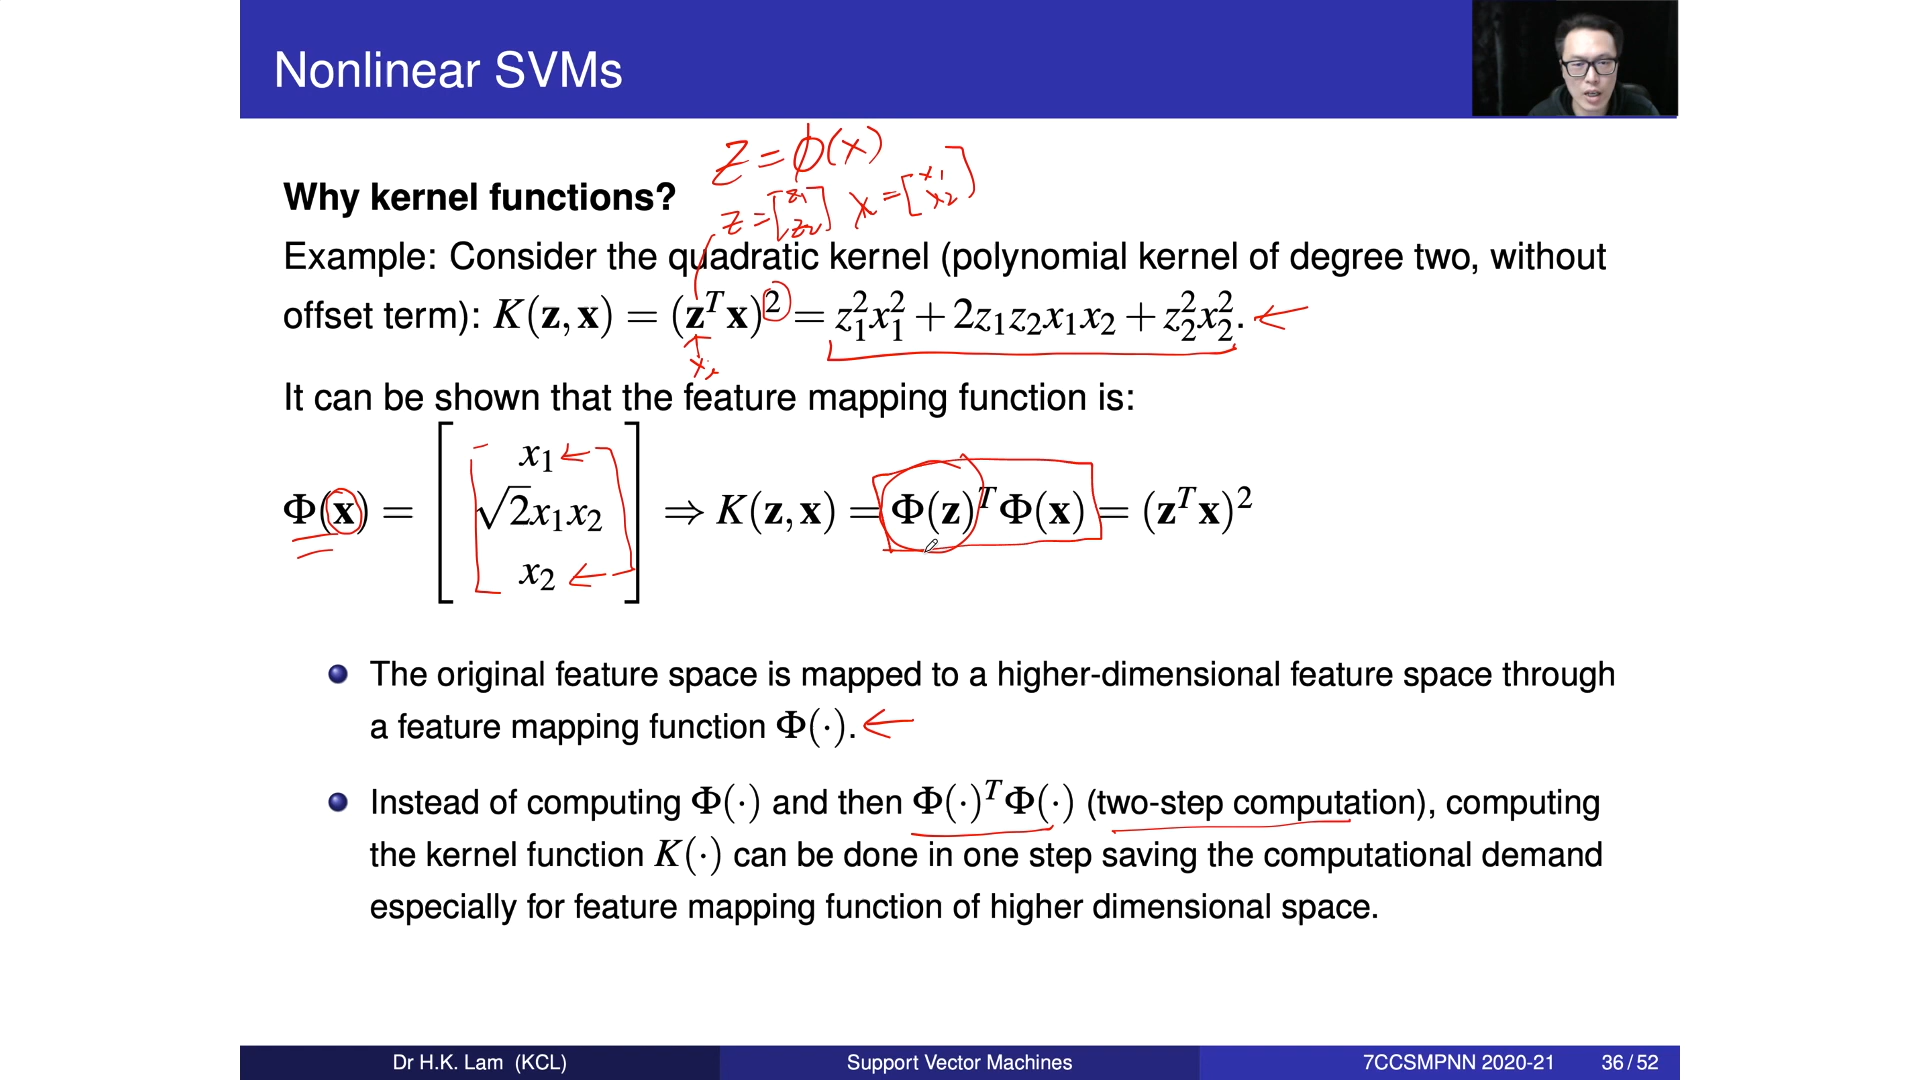 Nonlinear SVMs
z = ϕ(x)
Why kernel functions?
z = [z1 z2] x = [x1 x2]
Example: Consider the quadratic kernel (polynomial kernel of degree two, without
offset term): K(z, x) = (zᵀx)² = z₁²x₁² + 2z₁z₂x₁x₂ + z₂²x₂².
It can be shown that the feature mapping function is:
Φ(x) = [x₁ √2x₁x₂ x₂] ⇒ K(z, x) = Φ(z)ᵀΦ(x) = (zᵀx)²
The original feature space is mapped to a higher-dimensional feature space through
a feature mapping function Φ(·).
Instead of computing Φ(·) and then Φ(·)ᵀΦ(·) (two-step computation), computing
the kernel function K(·) can be done in one step saving the computational demand
especially for feature mapping function of higher dimensional space.
Dr H.K. Lam (KCL) Support Vector Machines 7CCSMPNN 2020-21 36 / 52